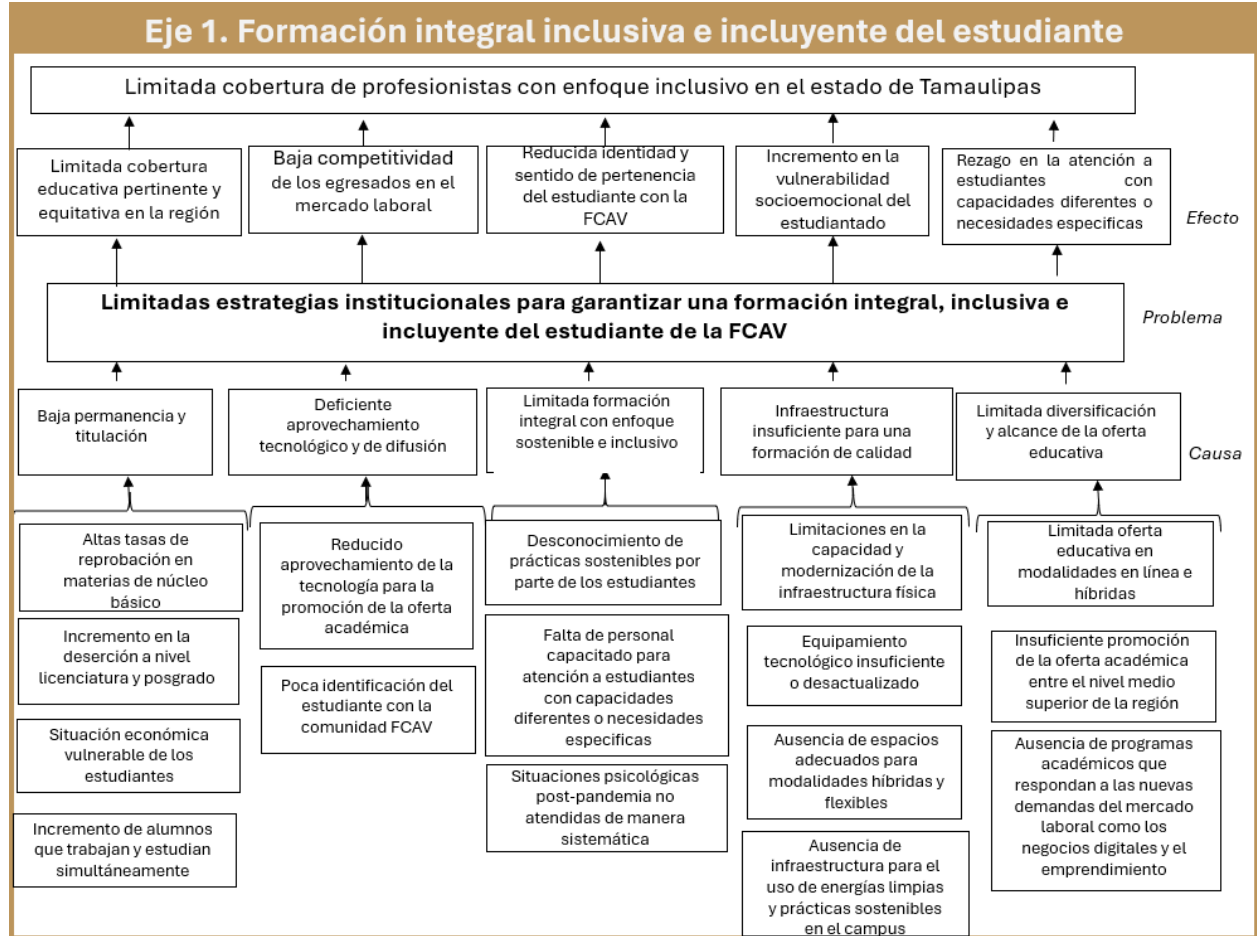 Eje 1. Formación integral inclusiva e incluyente del estudiante
Limitada cobertura de profesionistas con enfoque inclusivo en el estado de Tamaulipas
Limitada cobertura
educativa pertinente y
equitativa en la región
Baja competitividad
de los egresados en el
mercado laboral
Reducida identidad y
sentido de pertenencia
del estudiante con la
FCAV
Incremento en la
vulnerabilidad
socioemocional del
estudiantado
Rezago en la atención a
estudiantes con
capacidades diferentes o
necesidades especificas
Efecto
Limitadas estrategias institucionales para garantizar una formación integral, inclusiva e
incluyente del estudiante de la FCAV
Problema
Baja permanencia y
titulación
Deficiente
aprovechamiento
tecnológico y de difusión
Limitada formación
integral con enfoque
sostenible e inclusivo
Infraestructura
insuficiente para una
formación de calidad
Limitada diversificación
y alcance de la oferta
educativa
Causa
Altas tasas de
reprobación en
materias de núcleo
básico
Incremento en la
deserción a nivel
licenciatura y posgrado
Situación económica
vulnerable de los
estudiantes
Incremento de alumnos
que trabajan y estudian
simultáneamente
Reducido
aprovechamiento de la
tecnología para la
promoción de la oferta
académica
Poca identificación del
estudiante con la
comunidad FCAV
Desconocimiento de
prácticas sostenibles por
parte de los estudiantes
Falta de personal
capacitado para
atención a estudiantes
con capacidades
diferentes o necesidades
especificas
Situaciones psicológicas
post-pandemia no
atendidas de manera
sistemática
Limitaciones en la
capacidad y
modernización de la
infraestructura física
Equipamiento
tecnológico insuficiente
o desactualizado
Ausencia de espacios
adecuados para
modalidades híbridas y
flexibles
Ausencia de
infraestructura para el
uso de energías limpias
y prácticas sostenibles
en el campus
Limitada oferta
educativa en
modalidades en línea e
híbridas
Insuficiente promoción
de la oferta académica
entre el nivel medio
superior de la región
Ausencia de programas
académicos que
respondan a las nuevas
demandas del mercado
laboral como los
negocios digitales y el
emprendimiento